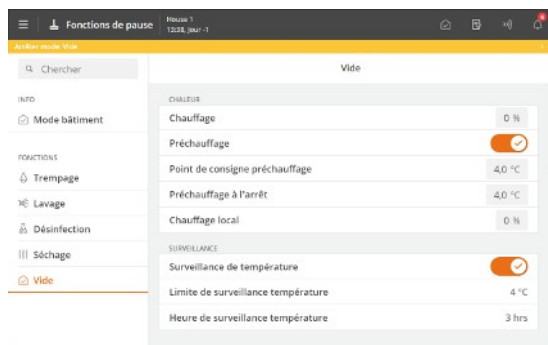 Fonctions de pause
House 1
13:38, Jour -1
Arrêter mode Vide
Chercher
Vide
INFO
Mode bâtiment
FONCTIONS
Trempage
Lavage
Désinfection
Séchage
Vide
CHALEUR
Chauffage 0 %
Préchauffage
Point de consigne préchauffage 4,0 °C
Préchauffage à l'arrêt 4,0 °C
Chauffage local 0 %
SURVEILLANCE
Surveillance de température
Limite de surveillance température 4 °C
Heure de surveillance température 3 hrs